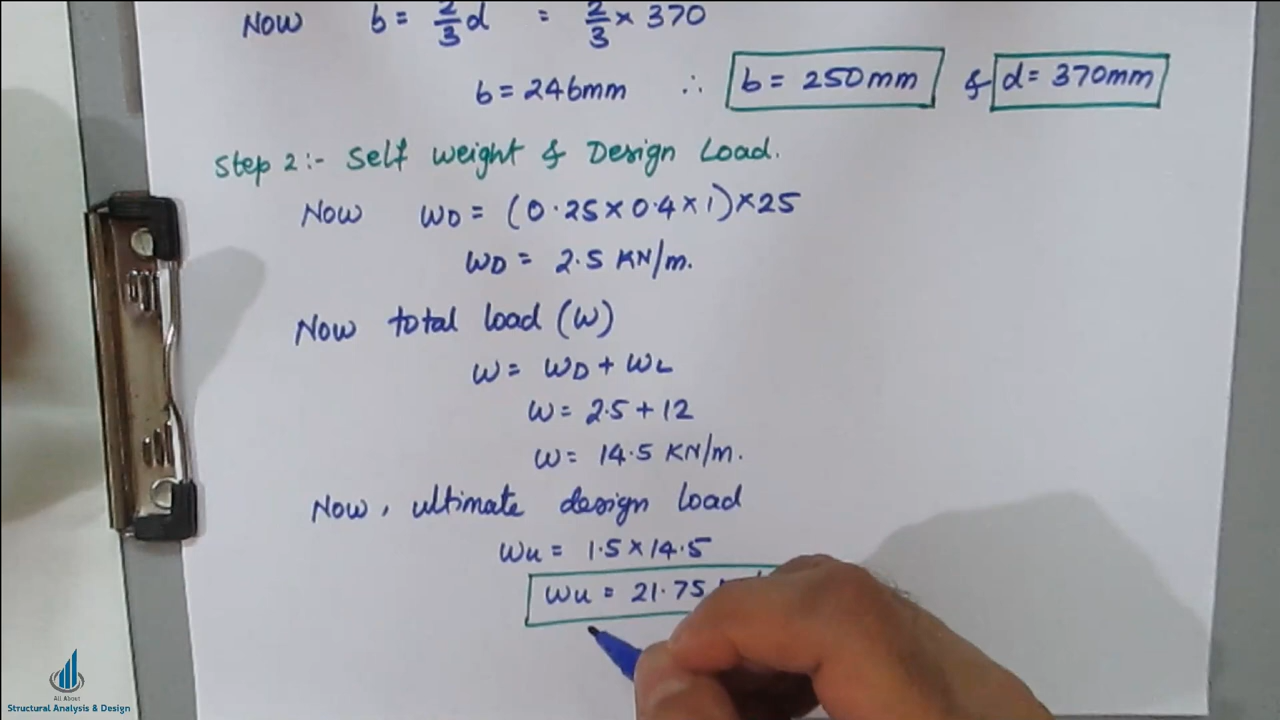 Now b = 2/3 d = 2/3 × 370
b = 246mm ∴ b = 250mm & d = 370mm
Step 2:- Self Weight & Design Load.
Now WD = (0.25×0.4×1)×25
WD = 2.5 KN/m.
Now total load (W)
W = WD + WL
W = 2.5 + 12
W = 14.5 KN/m.
Now, ultimate design load
Wu = 1.5×14.5
Wu = 21.75
All About
Structural Analysis & Design